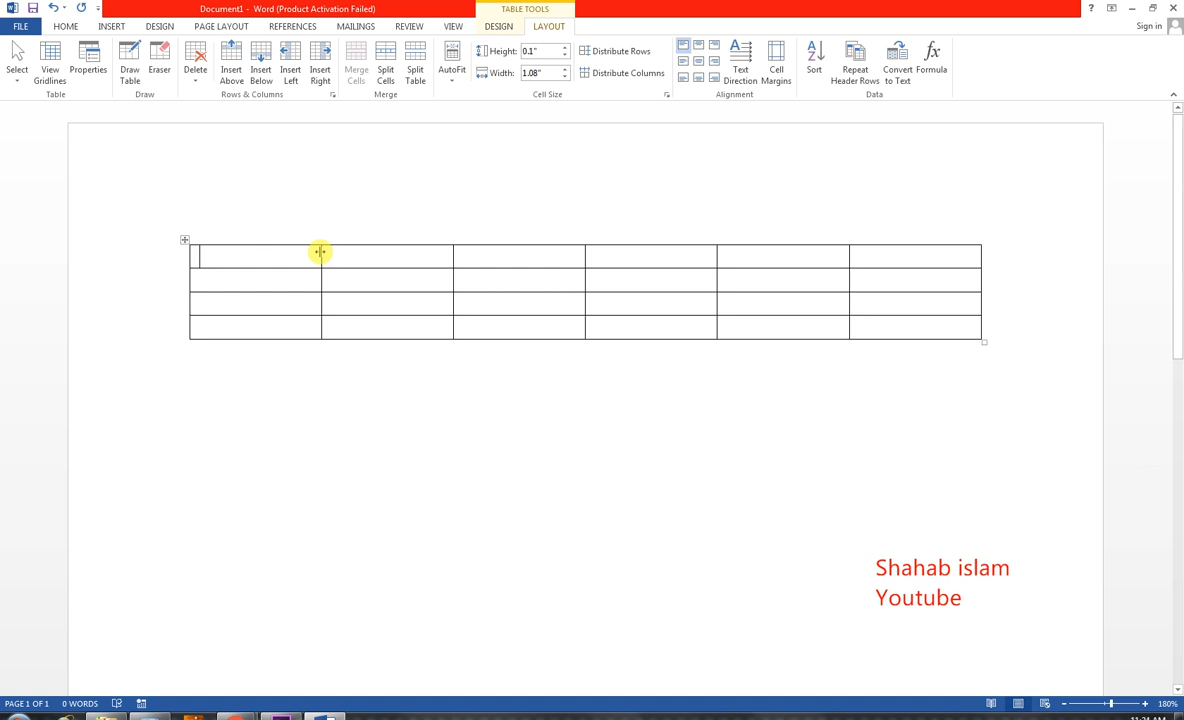 Document1 - Word (Product Activation Failed)
TABLE TOOLS
?
FILE HOME INSERT DESIGN PAGE LAYOUT REFERENCES MAILINGS REVIEW VIEW DESIGN LAYOUT Sign in
Select
View Gridlines
Properties
Table
Draw Table
Eraser
Draw
Delete
Insert Above
Insert Below
Insert Left
Insert Right
Rows & Columns
Merge Cells
Split Cells
Split Table
Merge
AutoFit
Height: 0.1"
Width: 1.08"
Distribute Rows
Distribute Columns
Cell Size
Text Direction
Cell Margins
Alignment
A
Z
Sort
Repeat Header Rows
Convert to Text
fx
Formula
Data
Shahab islam
Youtube
PAGE 1 OF 1 0 WORDS 180%